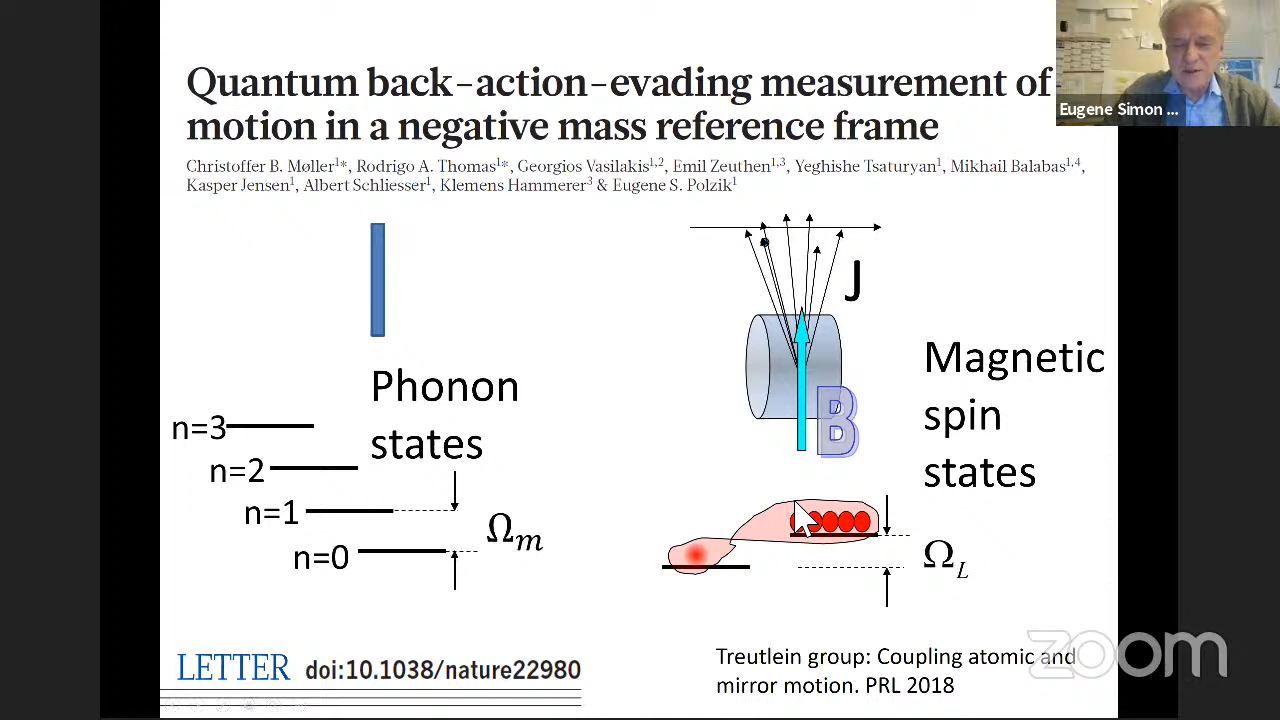 Quantum back-action-evading measurement of
motion in a negative mass reference frame
Christoffer B. Møller¹*, Rodrigo A. Thomas¹*, Georgios Vasilakis¹,², Emil Zeuthen¹,³, Yeghishe Tsaturyan¹, Mikhail Balabas¹,⁴,
Kasper Jensen¹, Albert Schliesser¹, Klemens Hammerer³ & Eugene S. Polzik¹
Eugene Simon ...
J
B
Phonon
states
Magnetic
spin
states
n=3
n=2
n=1
n=0
Ωm
ΩL
LETTER doi:10.1038/nature22980
Treutlein group: Coupling atomic and
mirror motion. PRL 2018
zoom